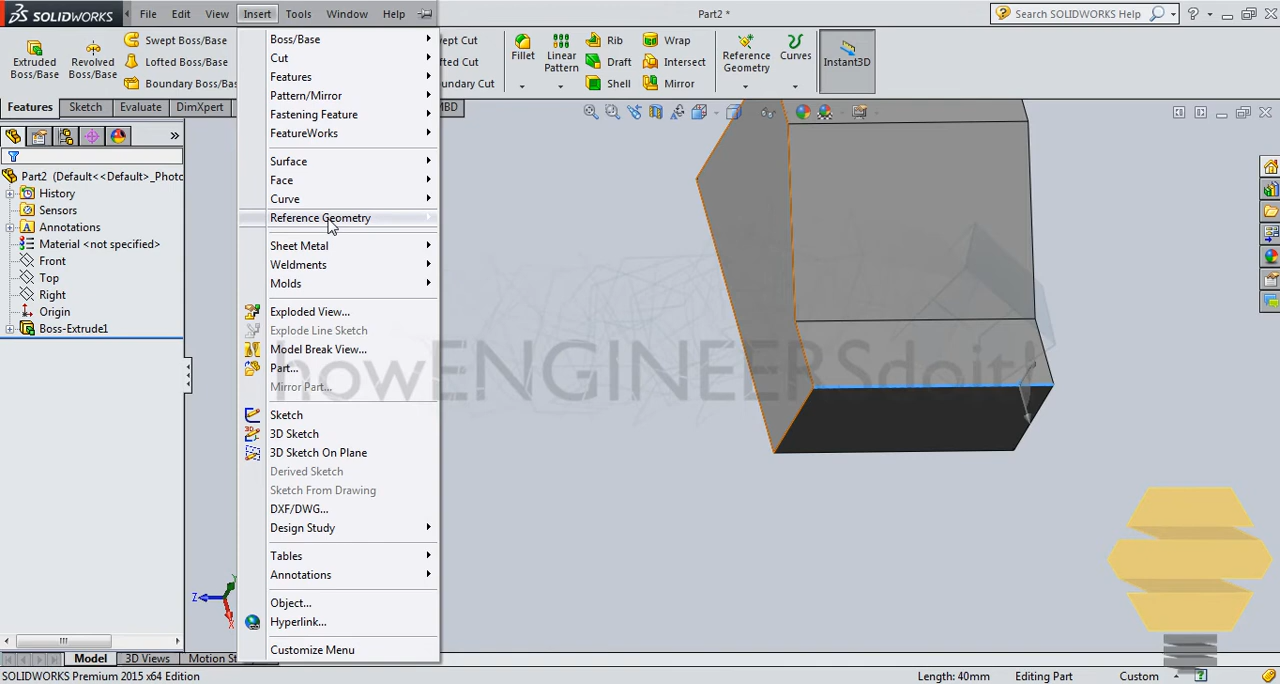 SOLIDWORKS
File Edit View Insert Tools Window Help
Part2 *
Search SOLIDWORKS Help
Extruded Boss/Base
Revolv Boss/Base
Swept Boss/Base
Lofted Boss/Base
Boundary Bos
ept Cut
fted Cut
undary Cut
Fillet
Linear Pattern
Rib
Draft
Shell
Wrap
Intersect
Mirror
Reference Geometry
Curves
Instant3D
Features Sketch Evaluate DimXpert
MBD
Part2 (Default<<Default>_Photo
History
Sensors
Annotations
Material <not specified>
Front
Top
Right
Origin
Boss-Extrude1
Boss/Base
Cut
Features
Pattern/Mirror
Fastening Feature
FeatureWorks
Surface
Face
Curve
Reference Geometry
Sheet Metal
Weldments
Molds
Exploded View...
Explode Line Sketch
Model Break View...
Part...
Mirror Part...
Sketch
3D Sketch
3D Sketch On Plane
Derived Sketch
Sketch From Drawing
DXF/DWG...
Design Study
Tables
Annotations
Object...
Hyperlink...
Customize Menu
howENGINEERSdoit!
Z
X
Y
Model 3D Views Motion St
SOLIDWORKS Premium 2015 x64 Edition
Length: 40mm Editing Part Custom